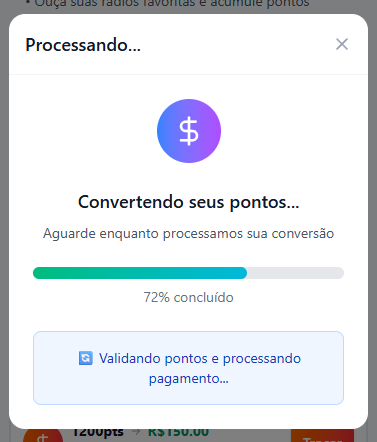 • Ouça suas rádios favoritas e acumule pontos
Processando...
Convertendo seus pontos...
Aguarde enquanto processamos sua conversão
72% concluído
Validando pontos e processando
pagamento...
1200pts → R$150.00
Trocar